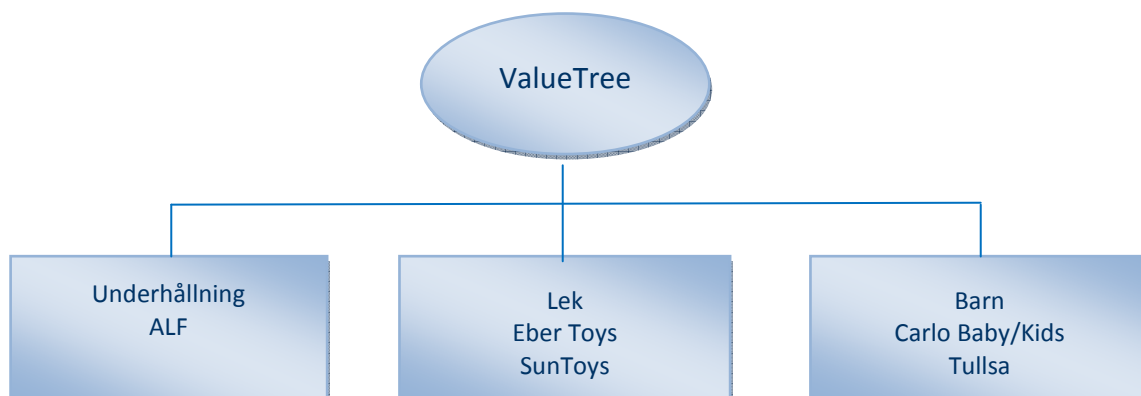 ValueTree
Underhållning
ALF
Lek
Eber Toys
SunToys
Barn
Carlo Baby/Kids
Tullsa